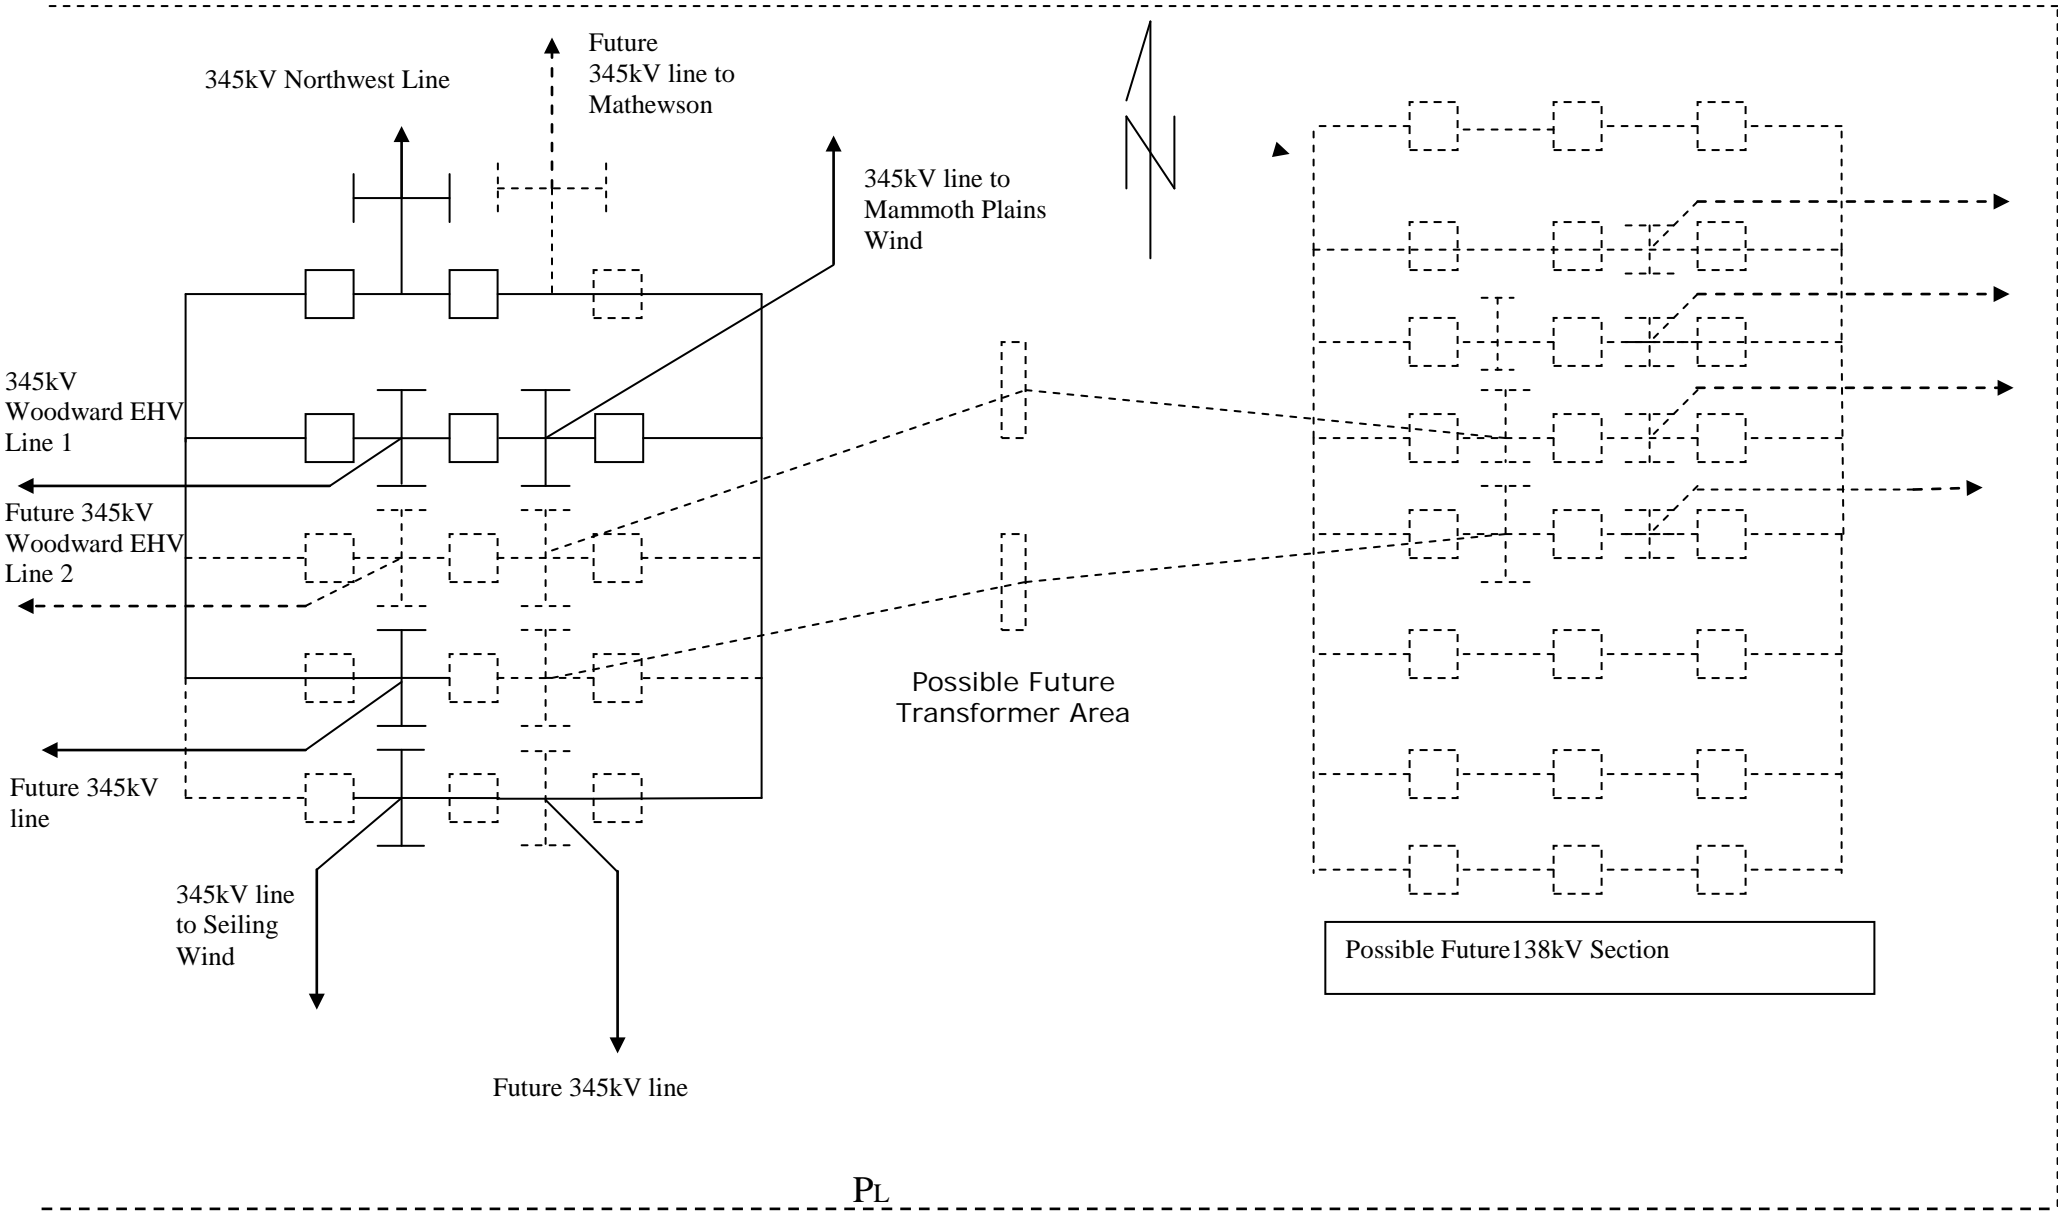 345kV Northwest Line
Future
345kV line to
Mathewson
345kV line to
Mammoth Plains
Wind
345kV
Woodward EHV
Line 1
Future 345kV
Woodward EHV
Line 2
Possible Future
Transformer Area
Future 345kV
line
345kV line
to Seiling
Wind
Future 345kV line
Possible Future138kV Section
N
PL